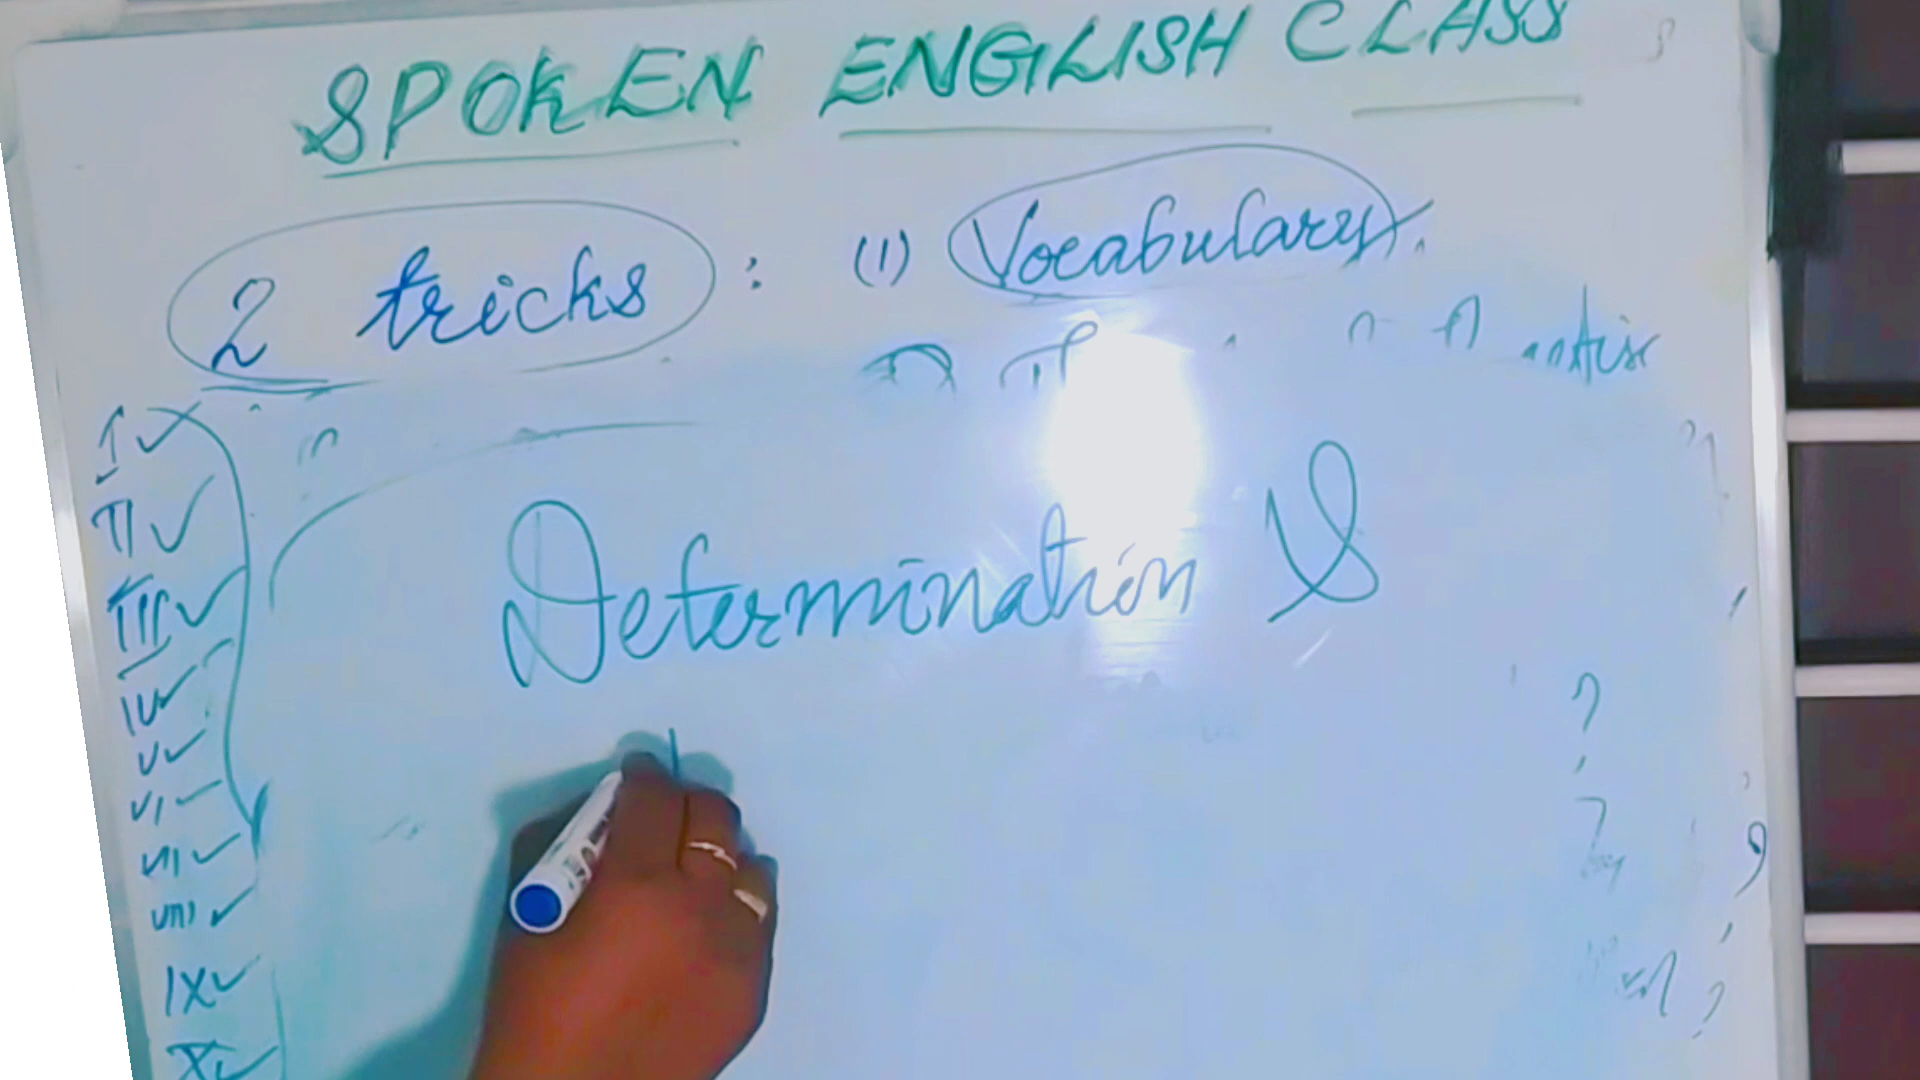 SPOKEN ENGLISH CLASS
2 tricks : (1) Vocabulary.
I
II
III
IV
V
VI
VII
VIII
IX
X
Determination &